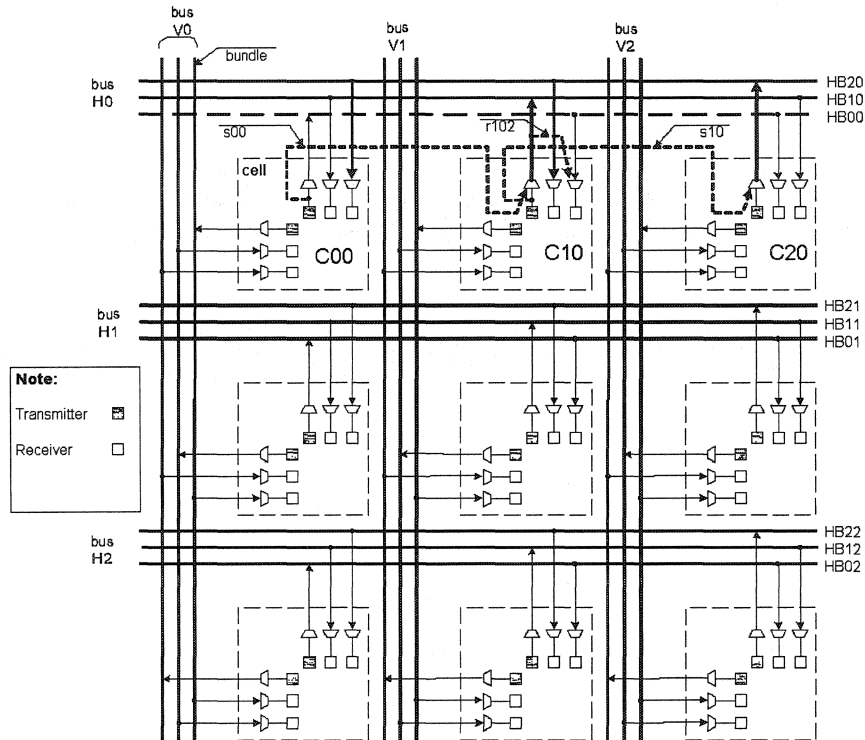 bus
V0
bundle
bus
V1
bus
V2
bus
H0
HB20
HB10
HB00
s00
r102
s10
cell
C00
C10
C20
bus
H1
HB21
HB11
HB01
Note:
Transmitter
Receiver
bus
H2
HB22
HB12
HB02